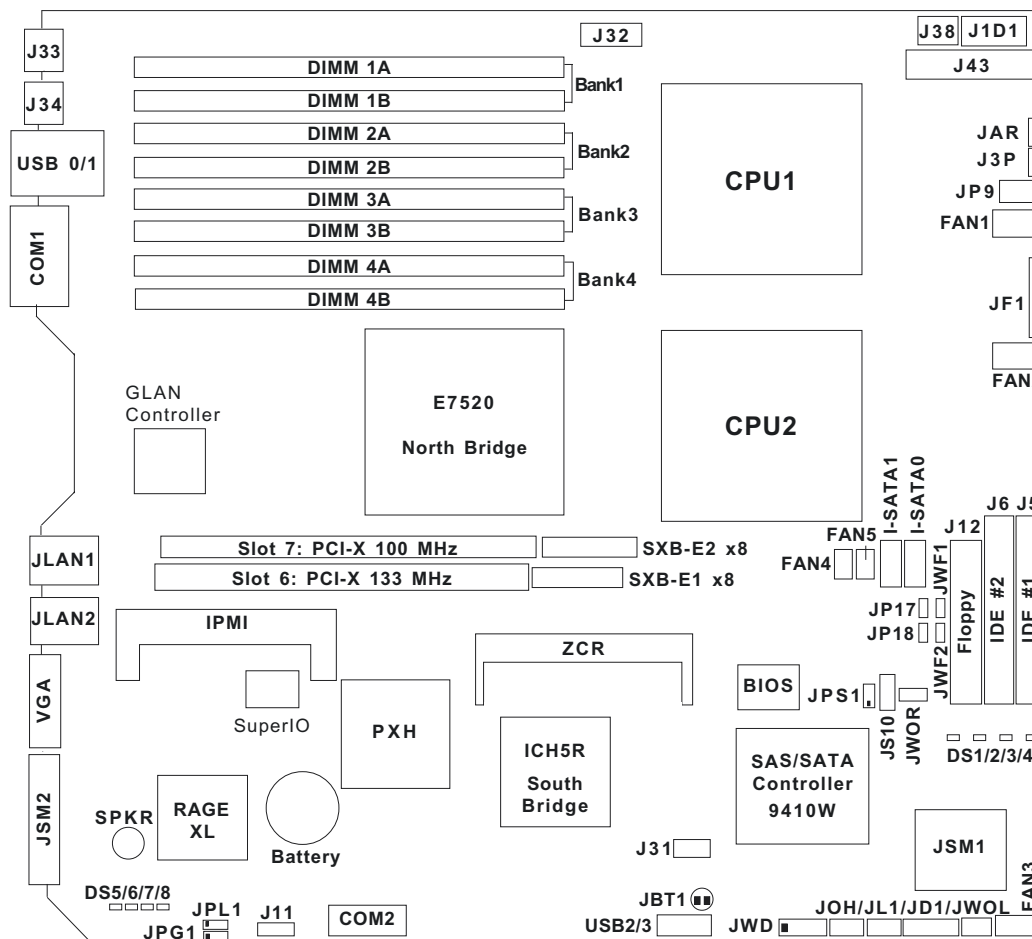 J32
J38
J1D1
J33
J43
DIMM 1A
Bank1
DIMM 1B
J34
DIMM 2A
JAR
USB 0/1
Bank2
DIMM 2B
J3P
CPU1
DIMM 3A
JP9
Bank3
FAN1
DIMM 3B
COM1
DIMM 4A
Bank4
DIMM 4B
JF1
FAN
GLAN
Controller
E7520
North Bridge
CPU2
I-SATA1
I-SATA0
J6
J5
J12
FAN5
JLAN1
Slot 7: PCI-X 100 MHz
SXB-E2 x8
FAN4
JWF1
Slot 6: PCI-X 133 MHz
SXB-E1 x8
JLAN2
IPMI
JP17
JP18
JWF2
Floppy
IDE #2
IDE #1
ZCR
VGA
BIOS
JPS1
SuperIO
PXH
JS10
JWOR
ICH5R
South
Bridge
SAS/SATA
Controller
9410W
DS1/2/3/4
JSM2
SPKR
RAGE
XL
Battery
J31
JSM1
FAN3
DS5/6/7/8
JPL1
J11
COM2
JBT1
JOH/JL1/JD1/JWOL
JPG1
USB2/3
JWD